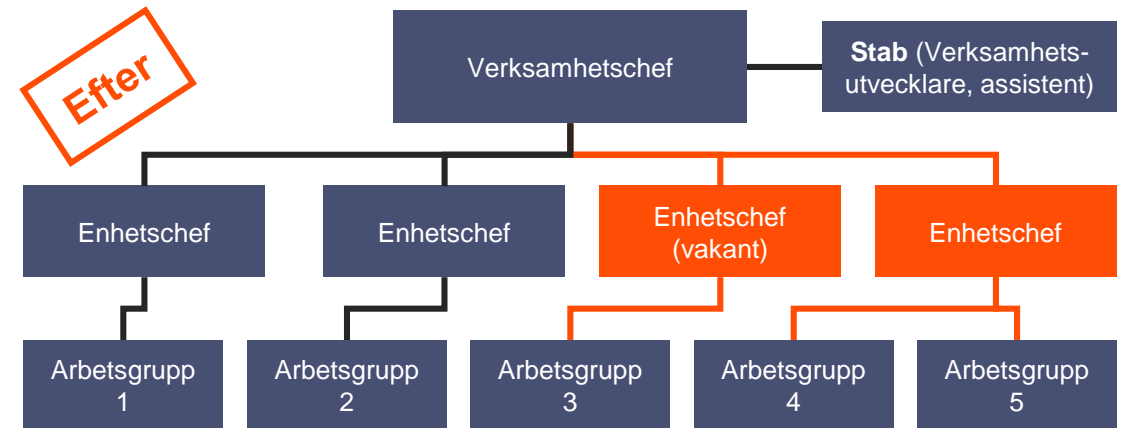 Efter
Verksamhetschef
Stab (Verksamhets-
utvecklare, assistent)
Enhetschef
Enhetschef
Enhetschef
(vakant)
Enhetschef
Arbetsgrupp
1
Arbetsgrupp
2
Arbetsgrupp
3
Arbetsgrupp
4
Arbetsgrupp
5